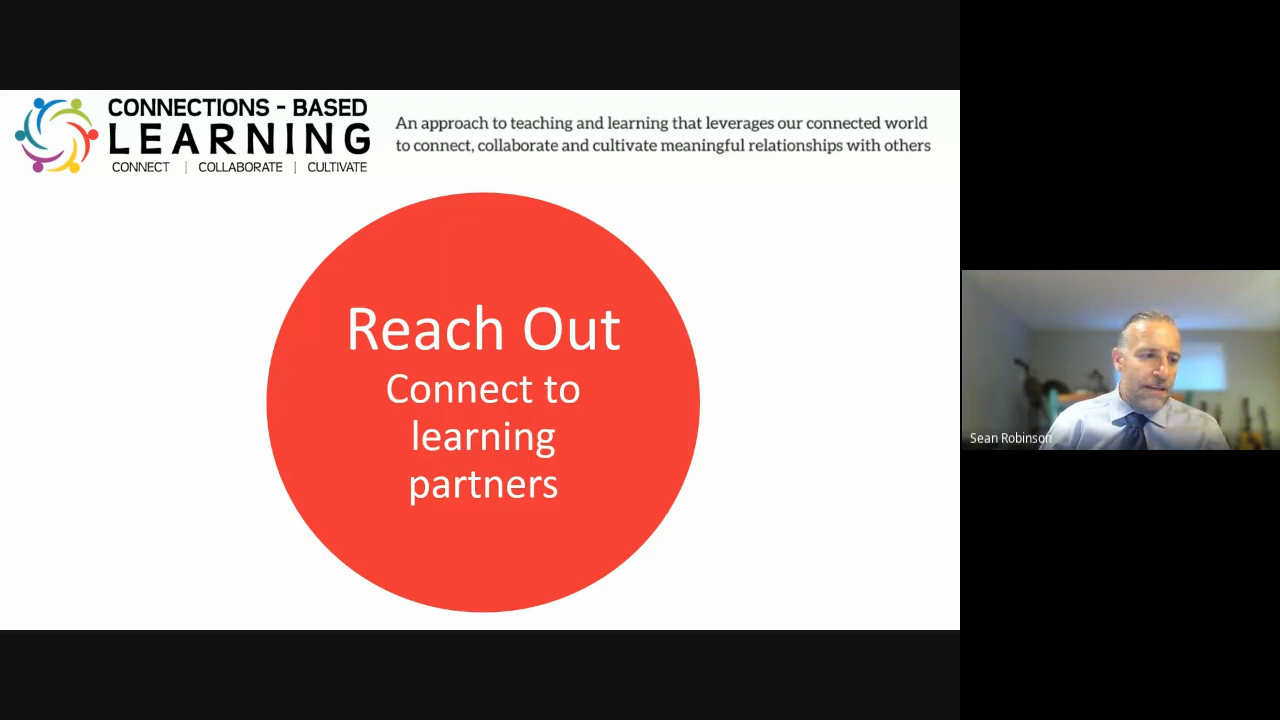 CONNECTIONS - BASED
LEARNING
CONNECT | COLLABORATE | CULTIVATE
An approach to teaching and learning that leverages our connected world
to connect, collaborate and cultivate meaningful relationships with others
Reach Out
Connect to
learning
partners
Sean Robinson